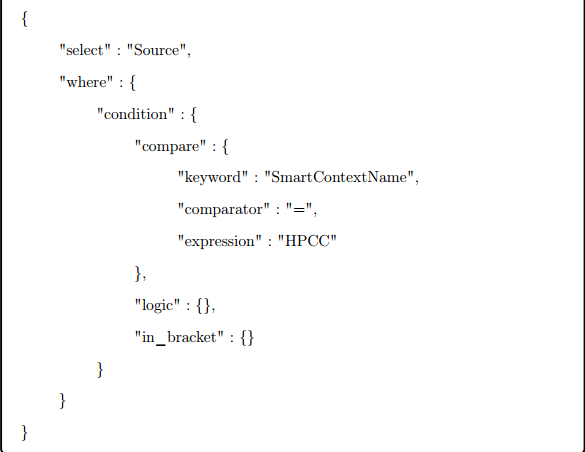 {
"select" : "Source",
"where" : {
"condition" : {
"compare" : {
"keyword" : "SmartContextName",
"comparator" : "=",
"expression" : "HPCC"
},
"logic" : {},
"in_bracket" : {}
}
}
}